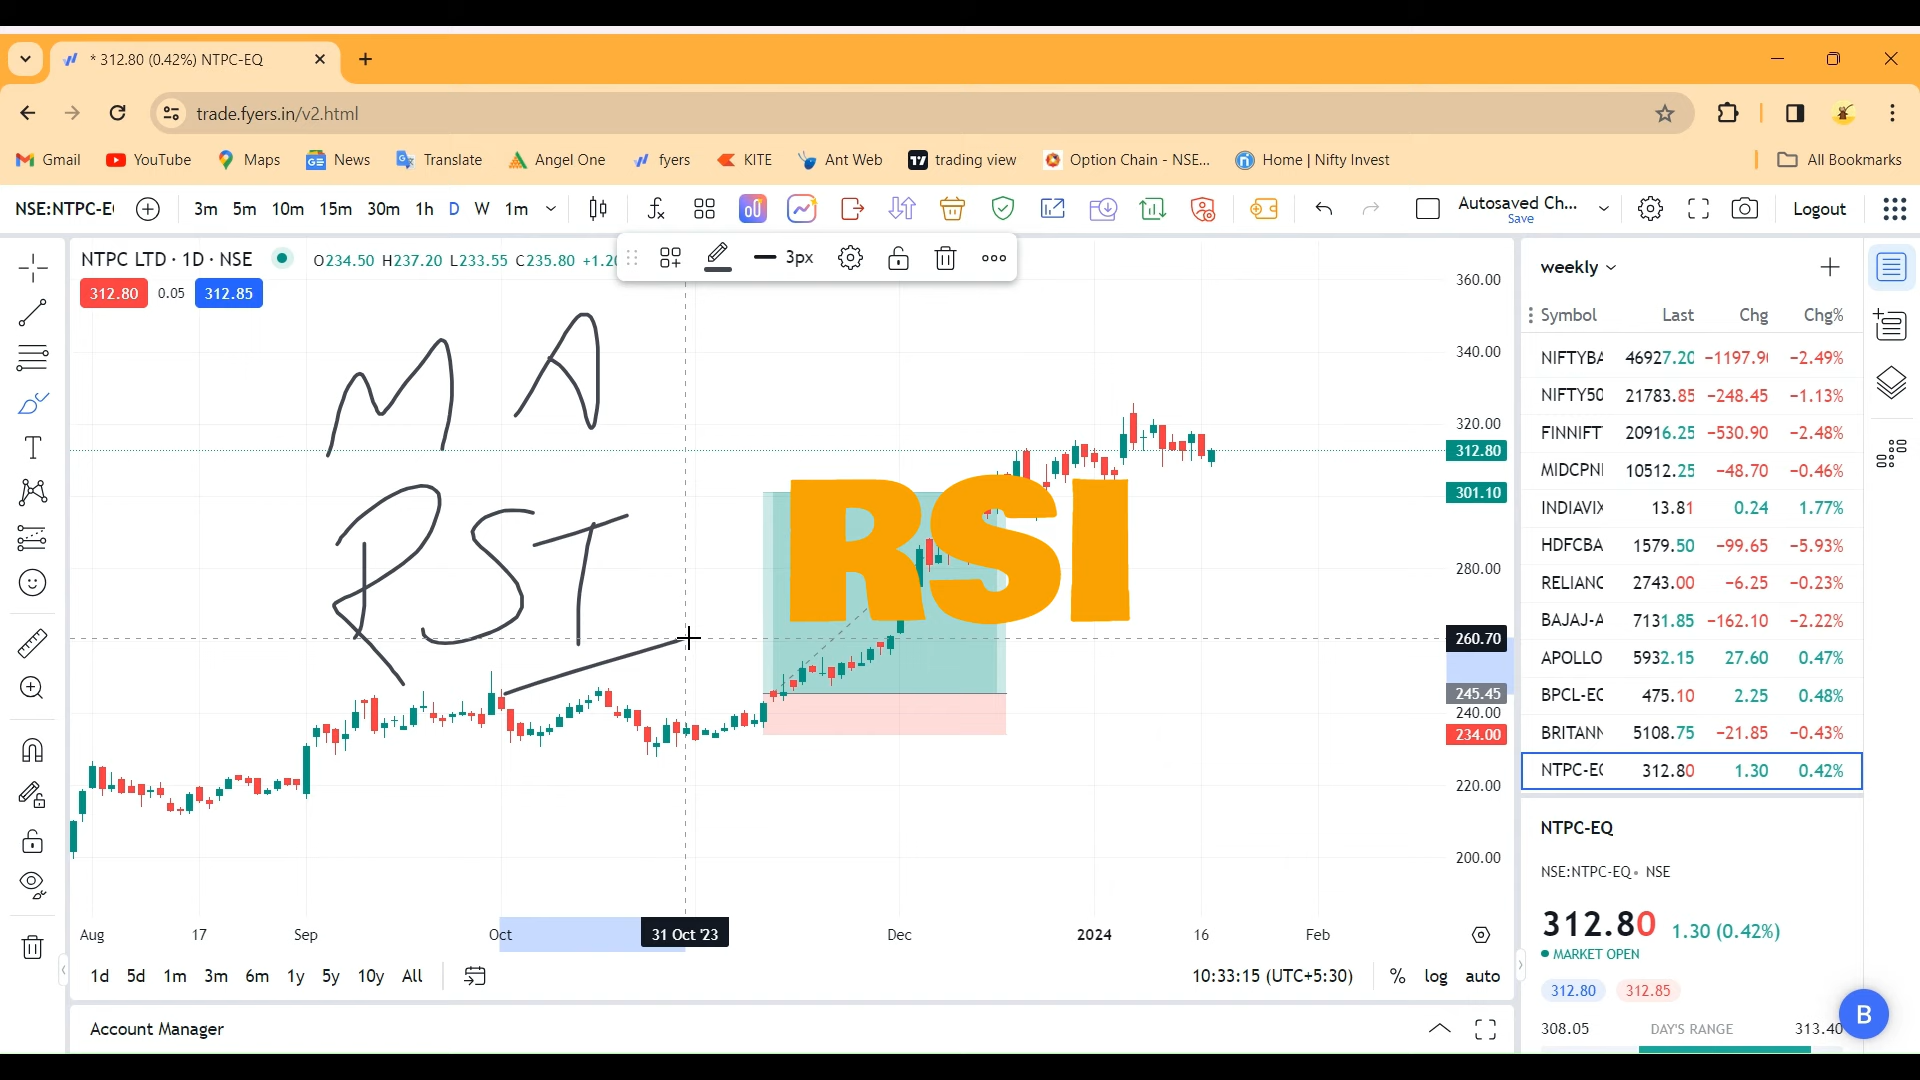 * 312.80 (0.42%) NTPC-EQ
trade.fyers.in/v2.html
Gmail YouTube Maps News Translate Angel One fyers KITE Ant Web trading view Option Chain - NSE... Home | Nifty Invest All Bookmarks
NSE:NTPC-E 3m 5m 10m 15m 30m 1h D W 1m Autosaved Ch... Save Logout
NTPC LTD · 1D · NSE O234.50 H237.20 L233.55 C235.80 +1.20 3px
312.80 0.05 312.85
M A
RSI
RSI
360.00
340.00
320.00
312.80
301.10
280.00
260.70
245.45
240.00
234.00
220.00
200.00
Aug 17 Sep Oct 31 Oct '23 Dec 2024 16 Feb
1d 5d 1m 3m 6m 1y 5y 10y All 10:33:15 (UTC+5:30) % log auto
Account Manager
weekly
Symbol Last Chg Chg%
NIFTYBA 46927.20 -1197.90 -2.49%
NIFTY50 21783.85 -248.45 -1.13%
FINNIFT 20916.25 -530.90 -2.48%
MIDCPNI 10512.25 -48.70 -0.46%
INDIAVIX 13.81 0.24 1.77%
HDFCBA 1579.50 -99.65 -5.93%
RELIANC 2743.00 -6.25 -0.23%
BAJAJ-A 7131.85 -162.10 -2.22%
APOLLO 5932.15 27.60 0.47%
BPCL-EC 475.10 2.25 0.48%
BRITANN 5108.75 -21.85 -0.43%
NTPC-EC 312.80 1.30 0.42%
NTPC-EQ
NSE:NTPC-EQ • NSE
312.80 1.30 (0.42%)
MARKET OPEN
312.80 312.85
308.05 DAY'S RANGE 313.40
B